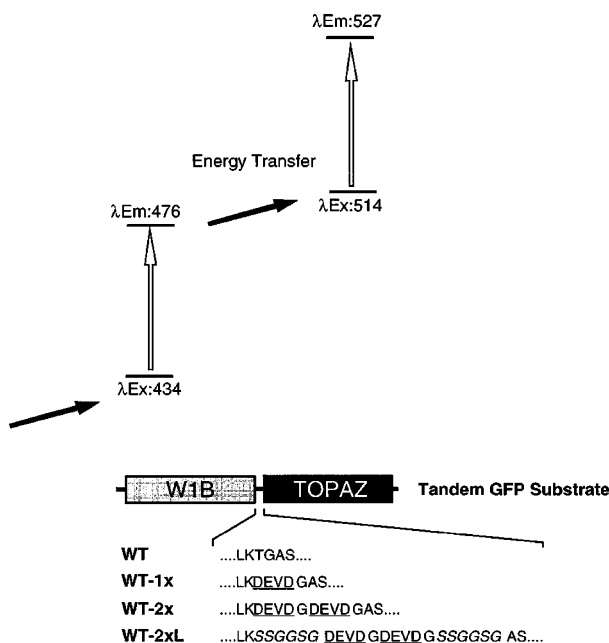 λEm:527
Energy Transfer
λEx:514
λEm:476
λEx:434
W1B TOPAZ Tandem GFP Substrate
WT ....LKTGAS....
WT-1x ....LKDEVDGAS....
WT-2x ....LKDEVDGDEVDGAS....
WT-2xL ....LKSSGGSG DEVDGDEVDGSSGGSG AS....